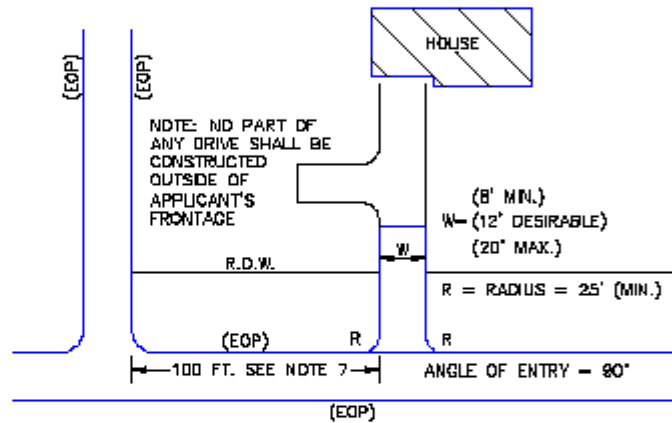 HOUSE
(EOP)
(EOP)
NOTE: NO PART OF
ANY DRIVE SHALL BE
CONSTRUCTED
OUTSIDE OF
APPLICANT'S
FRONTAGE
(8' MIN.)
W= (12' DESIRABLE)
(20' MAX.)
W
R.O.W.
R = RADIUS = 25' (MIN.)
(EOP)
R
R
100 FT. SEE NOTE 7
ANGLE OF ENTRY = 90°
(EOP)